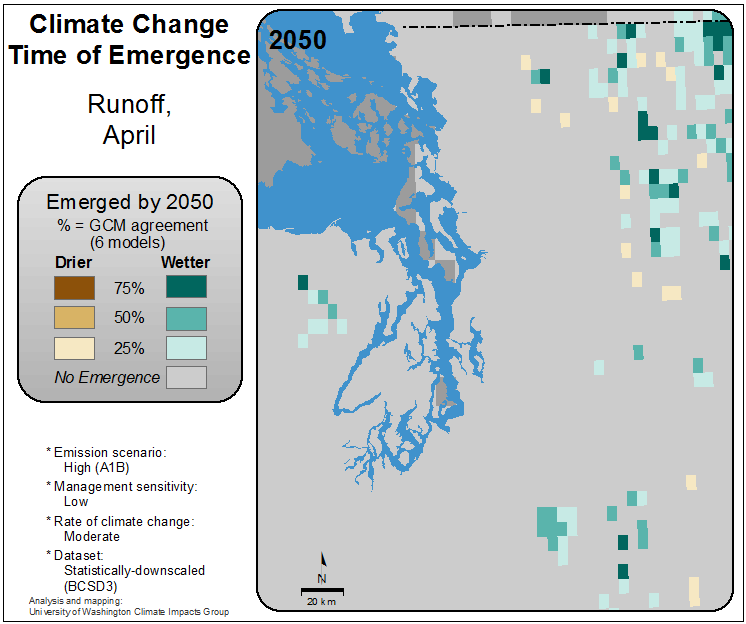 Climate Change
Time of Emergence
Runoff,
April
Emerged by 2050
% = GCM agreement
(6 models)
Drier Wetter
75%
50%
25%
No Emergence
* Emission scenario:
High (A1B)
* Management sensitivity:
Low
* Rate of climate change:
Moderate
* Dataset:
Statistically-downscaled
(BCSD3)
Analysis and mapping:
University of Washington Climate Impacts Group
2050
N
20 km